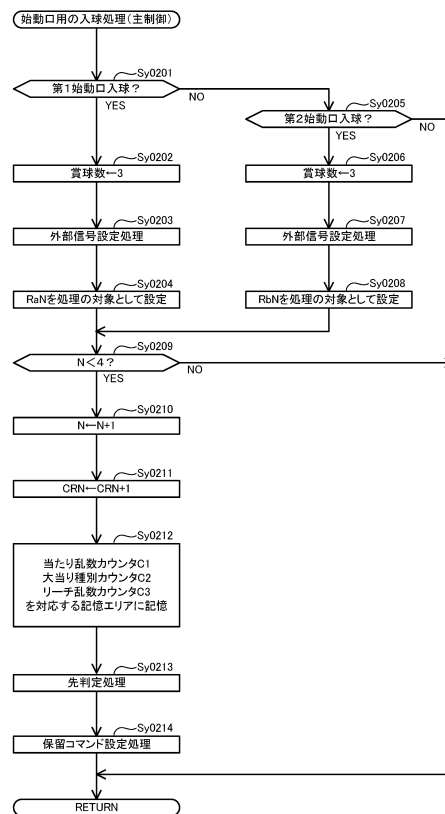 始動口用の入球処理(主制御)
Sy0201
第1始動口入球？
NO
YES
Sy0205
第2始動口入球？
NO
YES
Sy0202
賞球数←3
Sy0206
賞球数←3
Sy0203
外部信号設定処理
Sy0207
外部信号設定処理
Sy0204
RaNを処理の対象として設定
Sy0208
RbNを処理の対象として設定
Sy0209
N＜4？
NO
YES
Sy0210
N←N+1
Sy0211
CRN←CRN+1
Sy0212
当たり乱数カウンタC1
大当り種別カウンタC2
リーチ乱数カウンタC3
を対応する記憶エリアに記憶
Sy0213
先判定処理
Sy0214
保留コマンド設定処理
RETURN